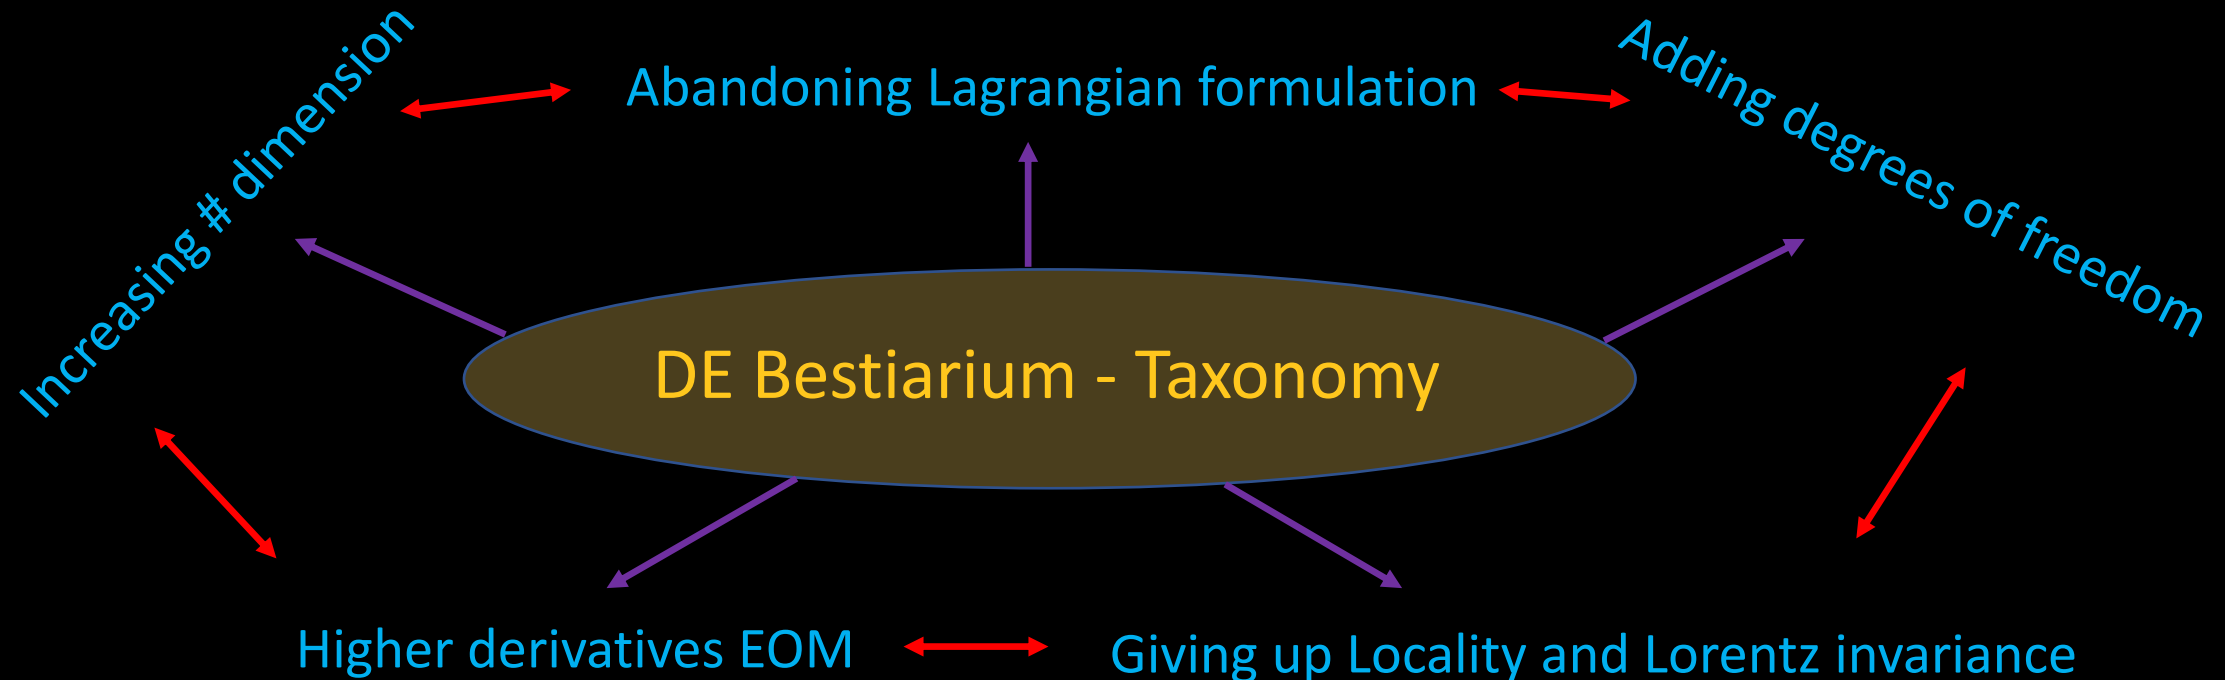 Increasing # dimension
Abandoning Lagrangian formulation
Adding degrees of freedom
DE Bestiarium - Taxonomy
Higher derivatives EOM
Giving up Locality and Lorentz invariance